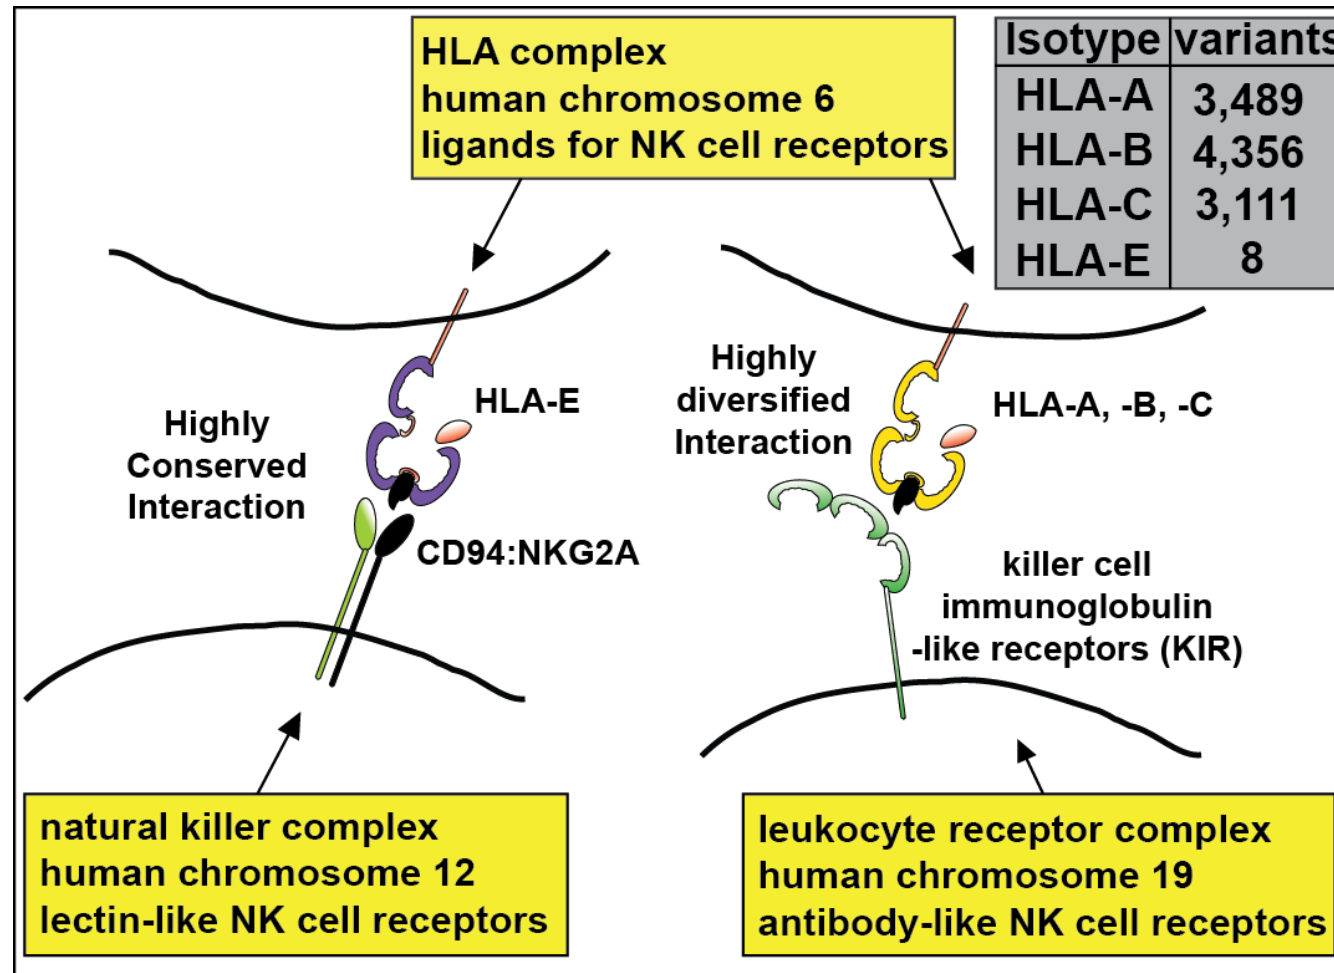 HLA complex
human chromosome 6
ligands for NK cell receptors
Isotype variants
HLA-A 3,489
HLA-B 4,356
HLA-C 3,111
HLA-E 8
Highly
Conserved
Interaction
HLA-E
CD94:NKG2A
Highly
diversified
Interaction
HLA-A, -B, -C
killer cell
immunoglobulin
-like receptors (KIR)
natural killer complex
human chromosome 12
lectin-like NK cell receptors
leukocyte receptor complex
human chromosome 19
antibody-like NK cell receptors